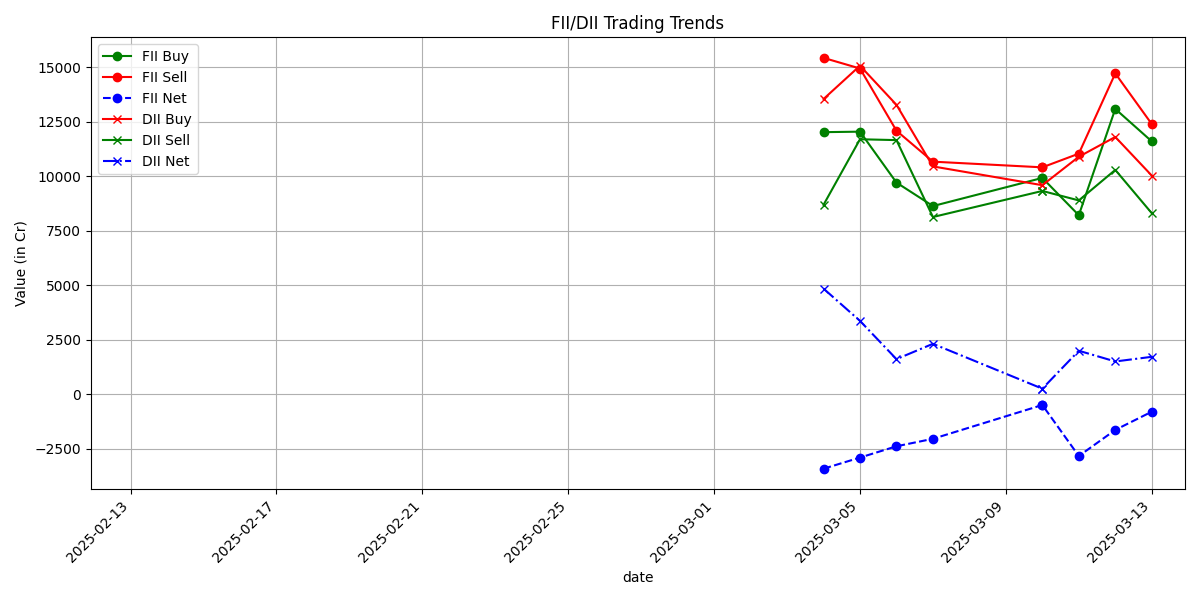 FII/DII Trading Trends
FII Buy
FII Sell
FII Net
DII Buy
DII Sell
DII Net
Value (in Cr)
15000
12500
10000
7500
5000
2500
0
−2500
2025-02-13
2025-02-17
2025-02-21
2025-02-25
2025-03-01
2025-03-05
2025-03-09
2025-03-13
date